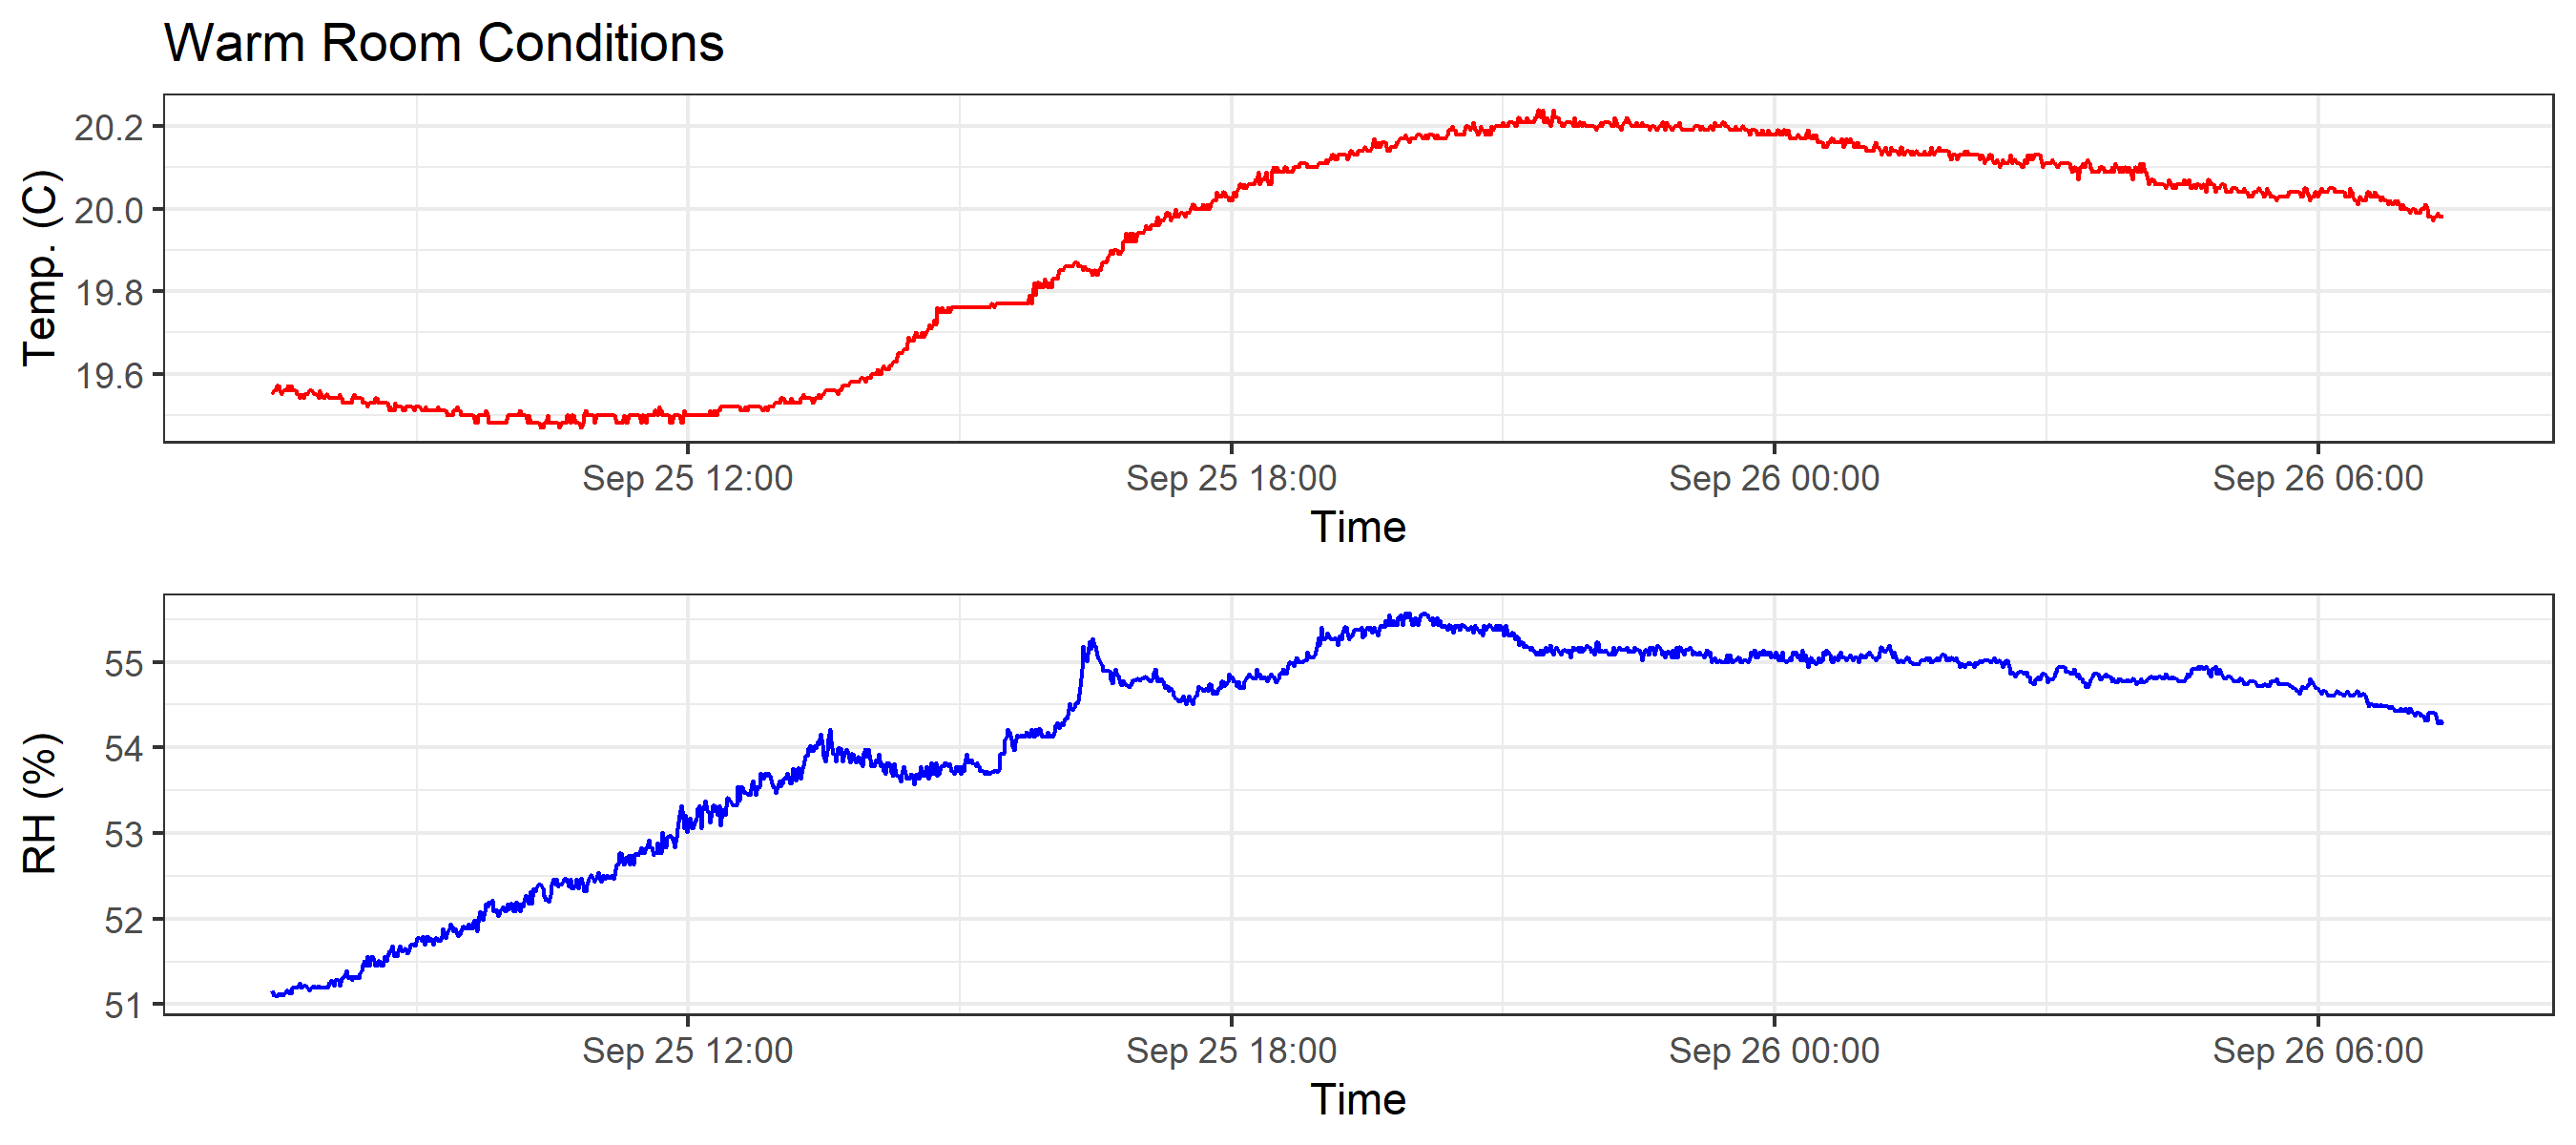 Warm Room Conditions
20.2
20.0
19.8
19.6
Temp. (C)
Sep 25 12:00 Sep 25 18:00 Sep 26 00:00 Sep 26 06:00
Time
55
54
53
52
51
RH (%)
Sep 25 12:00 Sep 25 18:00 Sep 26 00:00 Sep 26 06:00
Time